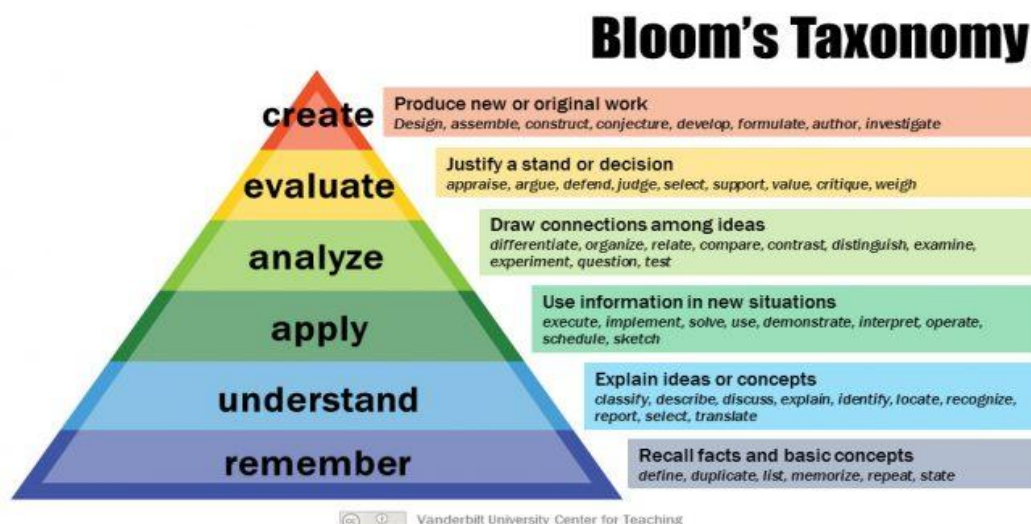 Bloom's Taxonomy
create
Produce new or original work
Design, assemble, construct, conjecture, develop, formulate, author, investigate
evaluate
Justify a stand or decision
appraise, argue, defend, judge, select, support, value, critique, weigh
analyze
Draw connections among ideas
differentiate, organize, relate, compare, contrast, distinguish, examine,
experiment, question, test
apply
Use information in new situations
execute, implement, solve, use, demonstrate, interpret, operate,
schedule, sketch
understand
Explain ideas or concepts
classify, describe, discuss, explain, identify, locate, recognize,
report, select, translate
remember
Recall facts and basic concepts
define, duplicate, list, memorize, repeat, state
cc
Vanderbilt University Center for Teaching